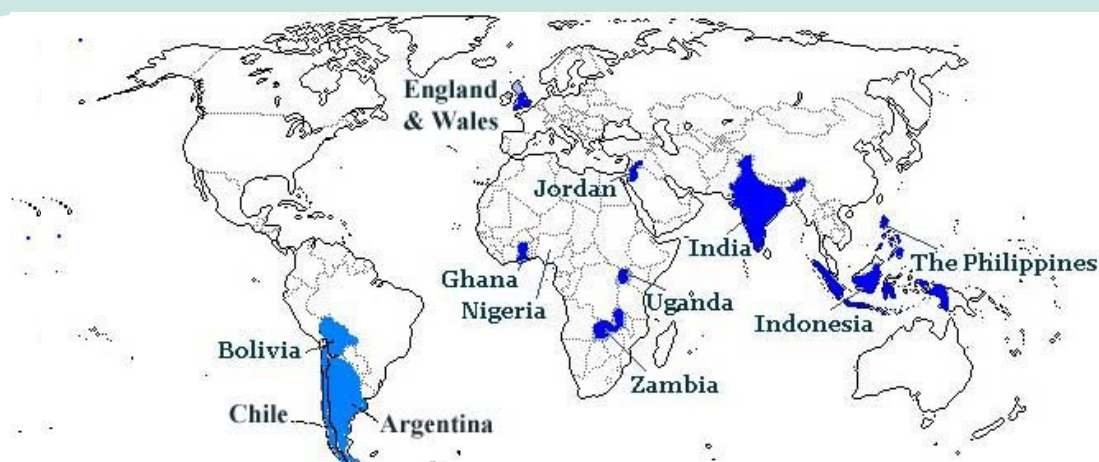 England
& Wales
Jordan
India
The Philippines
Ghana
Nigeria
Uganda
Indonesia
Bolivia
Zambia
Chile
Argentina